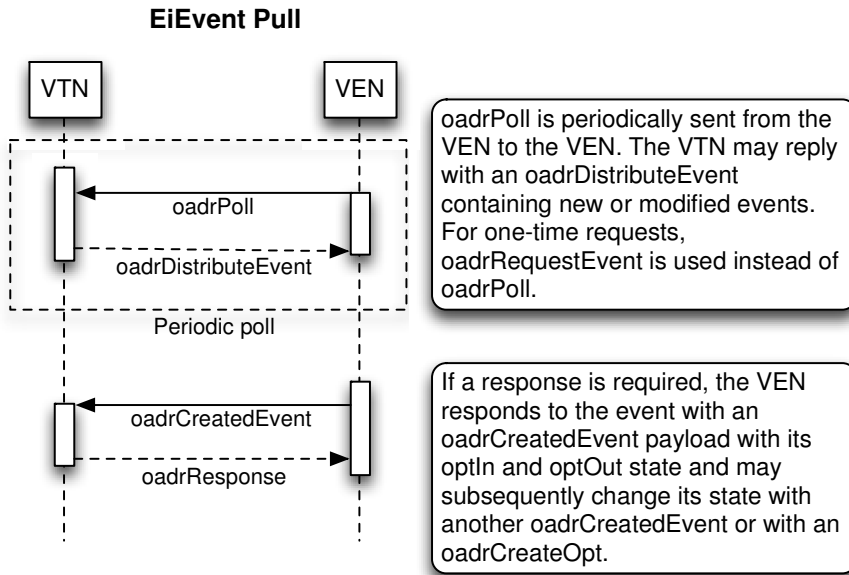 EiEvent Pull
VTN
VEN
oadrPoll
oadrDistributeEvent
Periodic poll
oadrCreatedEvent
oadrResponse
oadrPoll is periodically sent from the
VEN to the VEN. The VTN may reply
with an oadrDistributeEvent
containing new or modified events.
For one-time requests,
oadrRequestEvent is used instead of
oadrPoll.
If a response is required, the VEN
responds to the event with an
oadrCreatedEvent payload with its
optIn and optOut state and may
subsequently change its state with
another oadrCreatedEvent or with an
oadrCreateOpt.